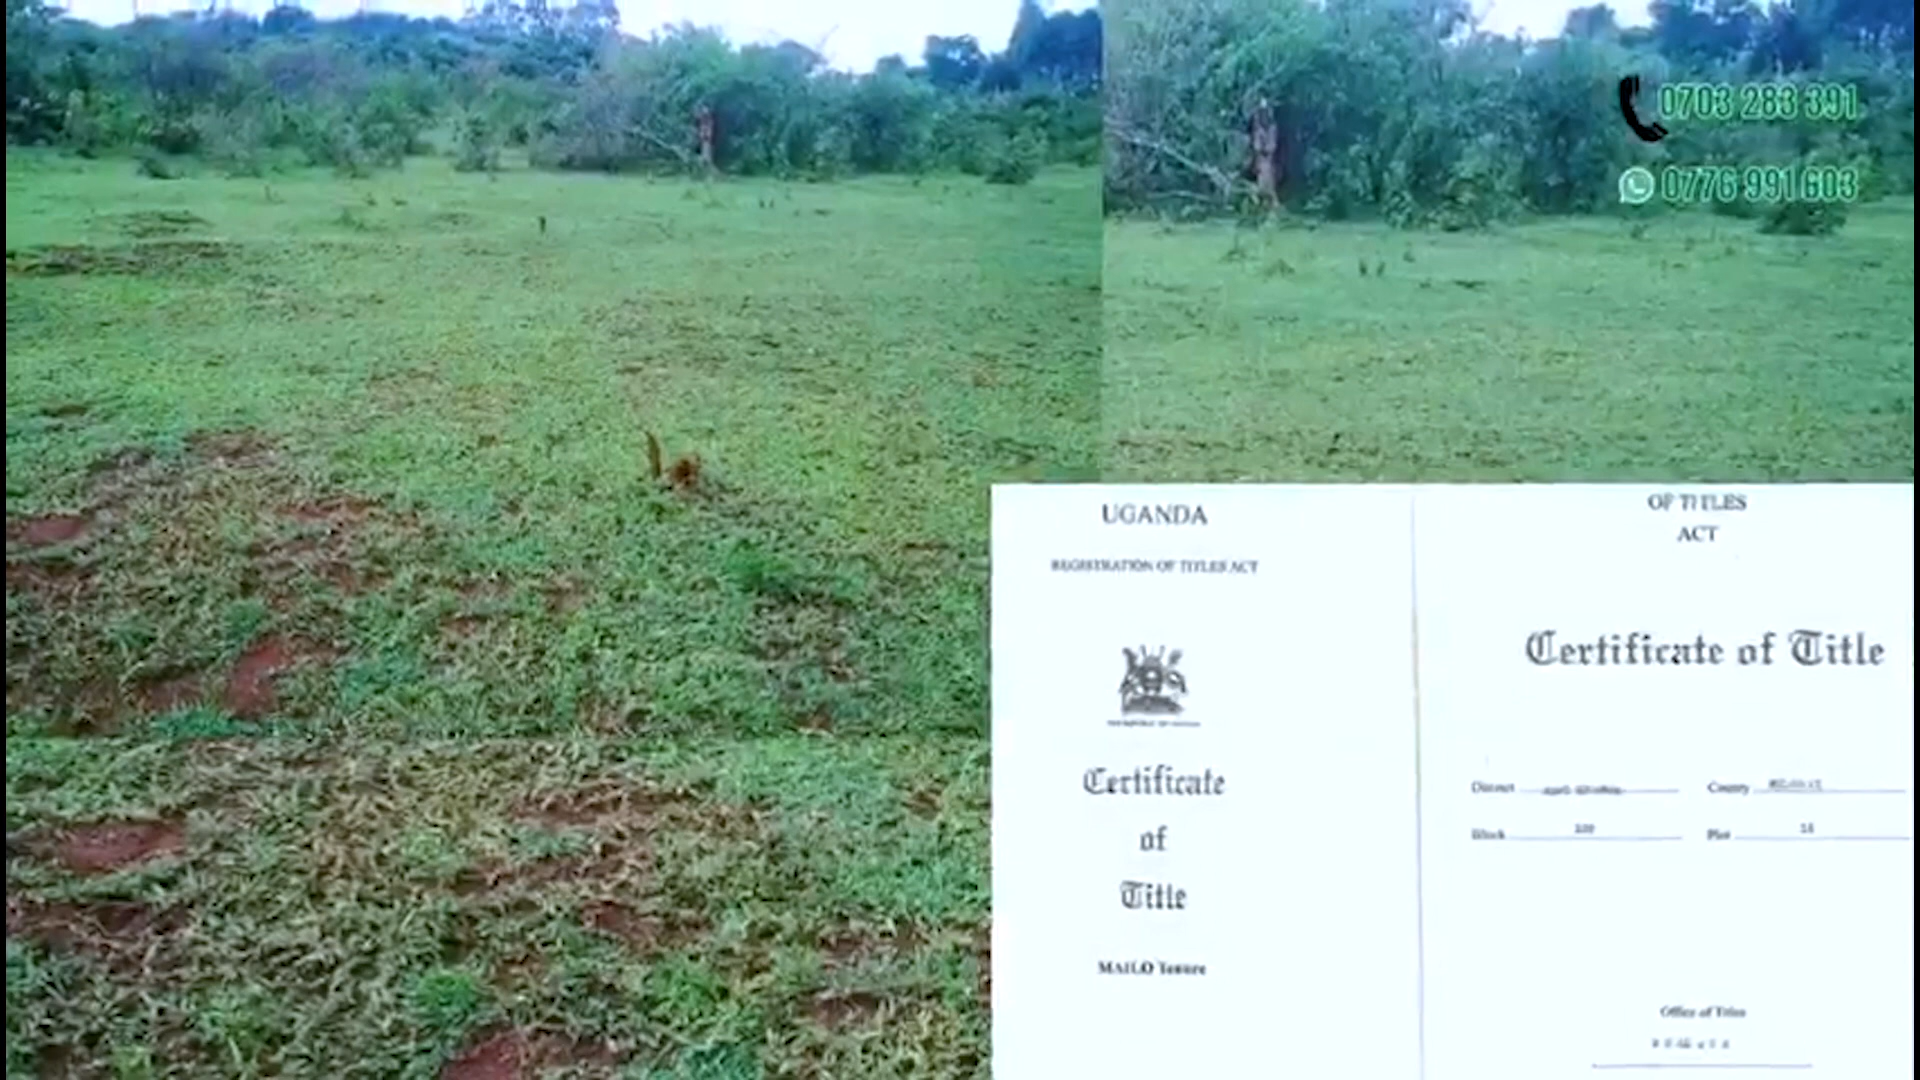 0703 283 391
0776 991 603
UGANDA
REGISTRATION OF TITLES ACT
Certificate
of
Title
MAILO Tenure
OF TITLES
ACT
Certificate of Title
District County
Block Plot
Office of Titles